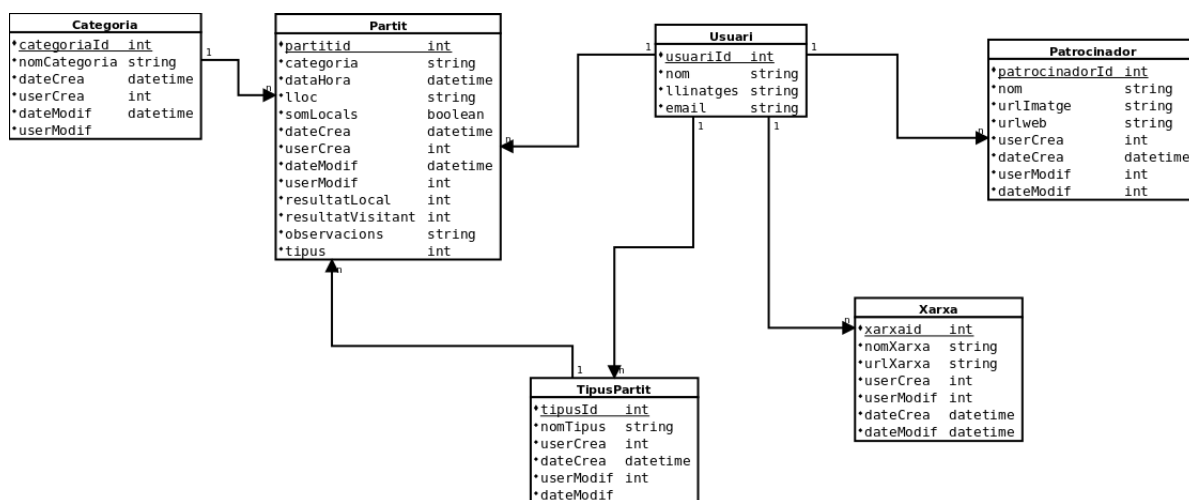 Categoria
categoriaId int
nomCategoria string
dateCrea datetime
userCrea int
dateModif datetime
userModif
1
n
Partit
partitid int
categoria string
dataHora datetime
lloc string
somLocals boolean
dateCrea datetime
userCrea int
dateModif datetime
userModif int
resultatLocal int
resultatVisitant int
observacions string
tipus int
n
n
1
Usuari
usuariId int
nom string
llinatges string
email string
1
1
1
n
Patrocinador
patrocinadorId int
nom string
urlImatge string
urlweb string
userCrea int
dateCrea datetime
userModif int
dateModif int
n
Xarxa
xarxaid int
nomXarxa string
urlXarxa string
userCrea int
userModif int
dateCrea datetime
dateModif datetime
1
n
TipusPartit
tipusId int
nomTipus string
userCrea int
dateCrea datetime
userModif int
dateModif